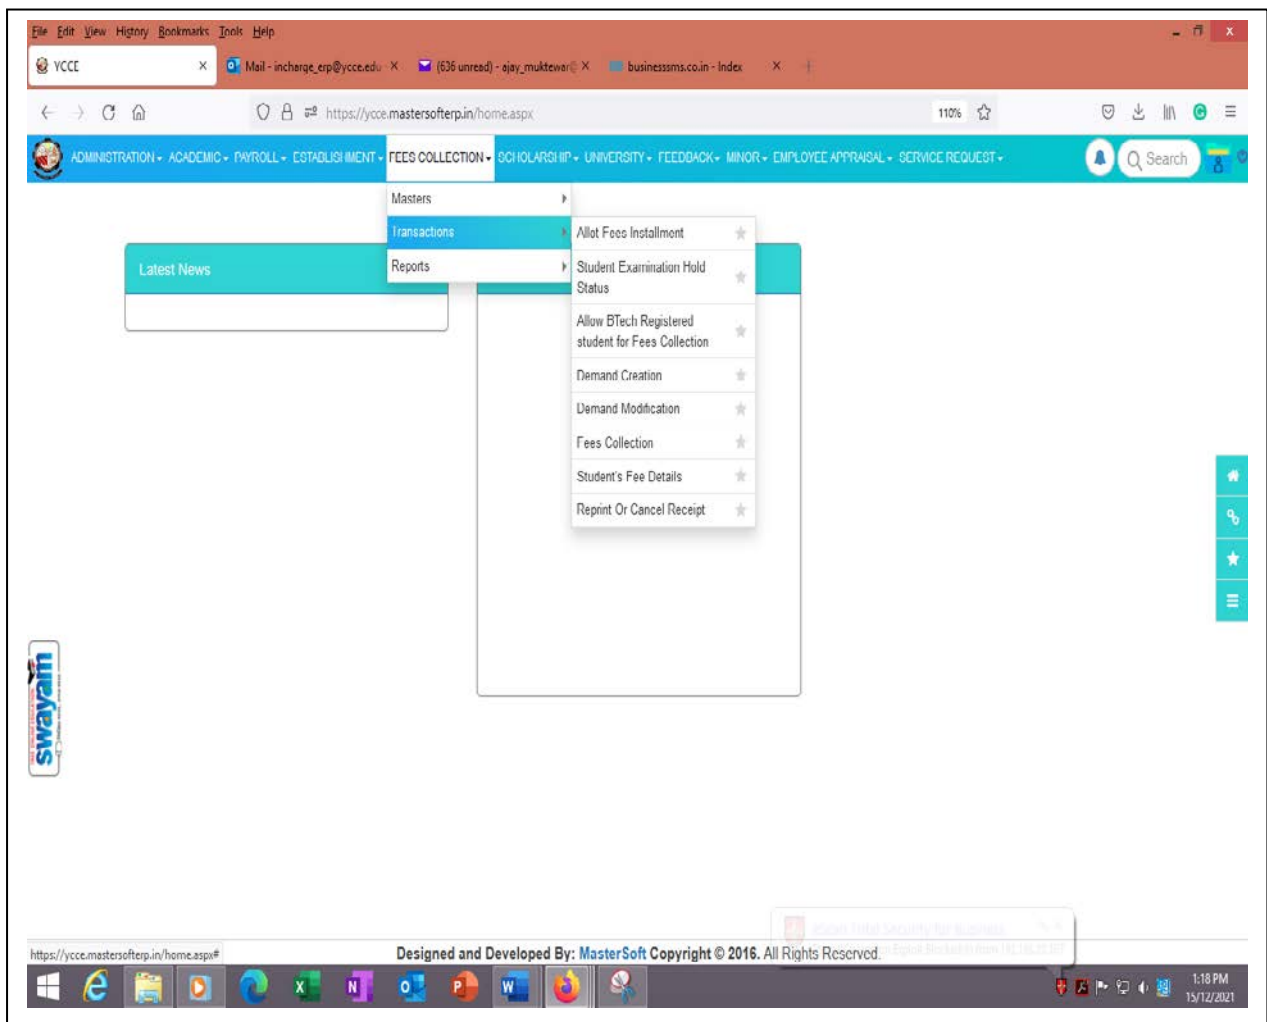 File Edit View History Bookmarks Tools Help
YCCE
Mail - incharge_erp@ycce.edu
(636 unread) - ajay_muktewar@
businesssms.co.in - Index
https://ycce.mastersofterp.in/home.aspx
110%
ADMINISTRATION ACADEMIC PAYROLL ESTABLISHMENT FEES COLLECTION SCHOLARSHIP UNIVERSITY FEEDBACK MINOR EMPLOYEE APPRAISAL SERVICE REQUEST
Search
Masters
Transactions
Reports
Allot Fees Installment
Student Examination Hold
Status
Allow BTech Registered
student for Fees Collection
Demand Creation
Demand Modification
Fees Collection
Student's Fee Details
Reprint Or Cancel Receipt
Latest News
swayam
https://ycce.mastersofterp.in/home.aspx#
Designed and Developed By: MasterSoft Copyright © 2016. All Rights Reserved.
1:18 PM
15/12/2021